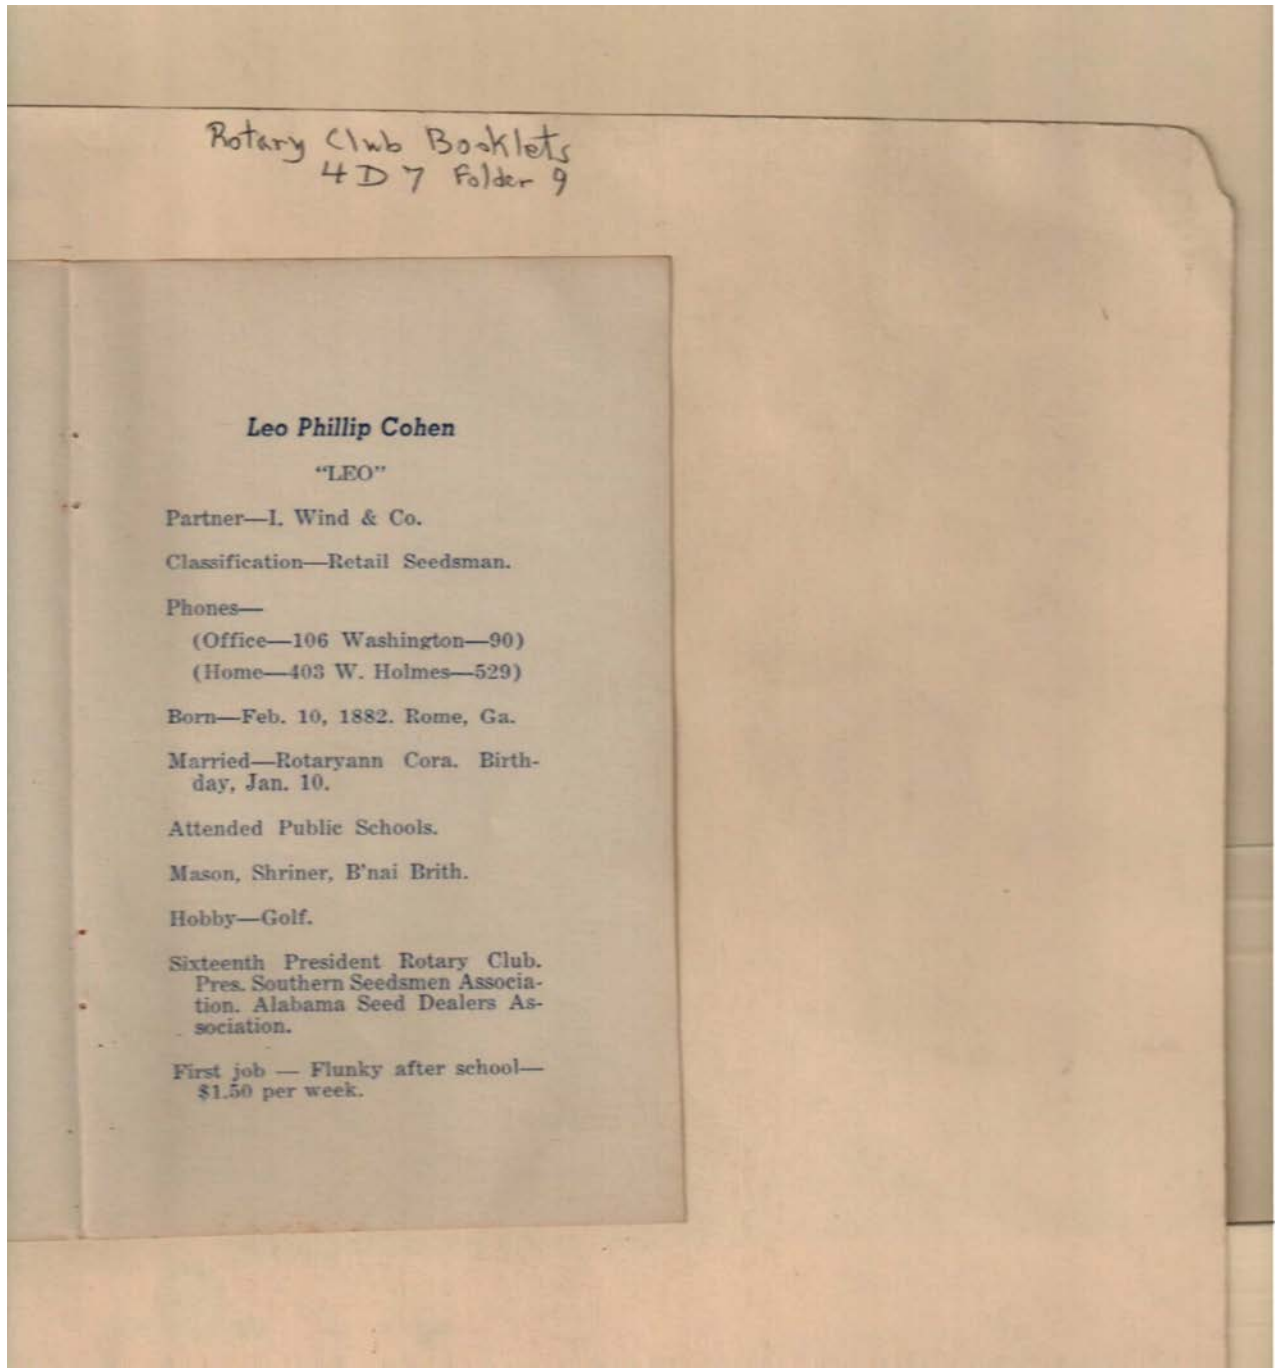 Rotary Club Booklets
4D7 Folder 9
Leo Phillip Cohen
"LEO"
Partner—I. Wind & Co.
Classification—Retail Seedsman.
Phones—
(Office—106 Washington—90)
(Home—403 W. Holmes—529)
Born—Feb. 10, 1882. Rome, Ga.
Married—Rotaryann Cora. Birth-
day, Jan. 10.
Attended Public Schools.
Mason, Shriner, B'nai Brith.
Hobby—Golf.
Sixteenth President Rotary Club.
Pres. Southern Seedsmen Associa-
tion. Alabama Seed Dealers As-
sociation.
First job — Flunky after school—
$1.50 per week.